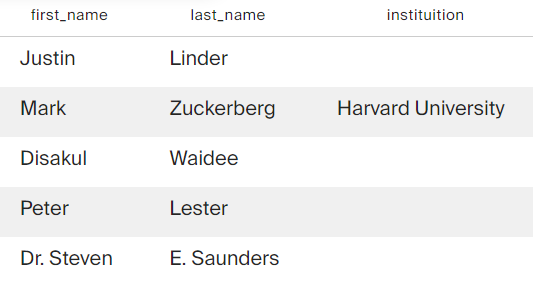 first_name last_name instituition
Justin Linder
Mark Zuckerberg Harvard University
Disakul Waidee
Peter Lester
Dr. Steven E. Saunders